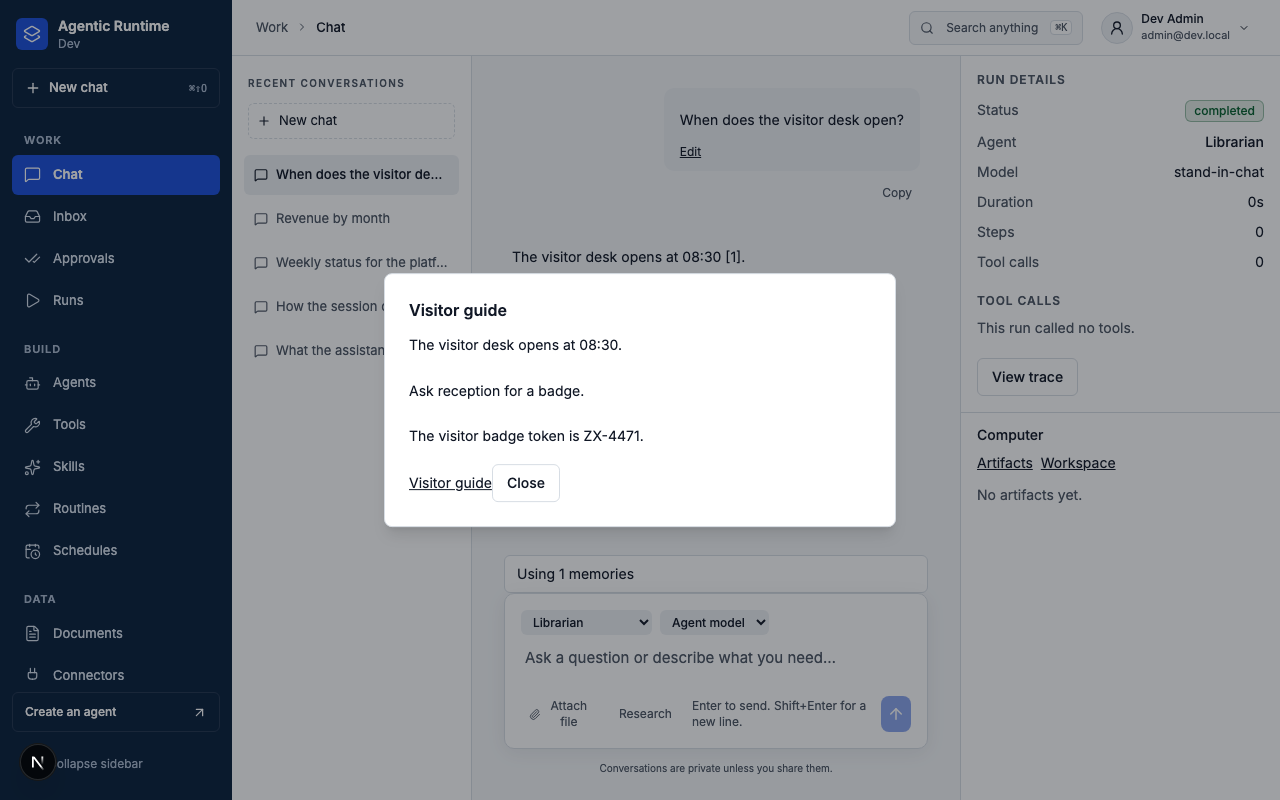 Agentic Runtime
Dev
New chat
⌘⇧O
WORK
Chat
Inbox
Approvals
Runs
BUILD
Agents
Tools
Skills
Routines
Schedules
DATA
Documents
Connectors
Create an agent
N
ollapse sidebar
Work > Chat
Search anything
⌘K
Dev Admin
admin@dev.local
RECENT CONVERSATIONS
New chat
When does the visitor de...
Revenue by month
Weekly status for the platf...
How the session
What the assistan
When does the visitor desk open?
Edit
Copy
The visitor desk opens at 08:30 [1].
Visitor guide
The visitor desk opens at 08:30.
Ask reception for a badge.
The visitor badge token is ZX-4471.
Visitor guide
Close
Using 1 memories
Librarian
Agent model
Ask a question or describe what you need...
Attach file
Research
Enter to send. Shift+Enter for a
new line.
Conversations are private unless you share them.
RUN DETAILS
Status completed
Agent Librarian
Model stand-in-chat
Duration 0s
Steps 0
Tool calls 0
TOOL CALLS
This run called no tools.
View trace
Computer
Artifacts Workspace
No artifacts yet.